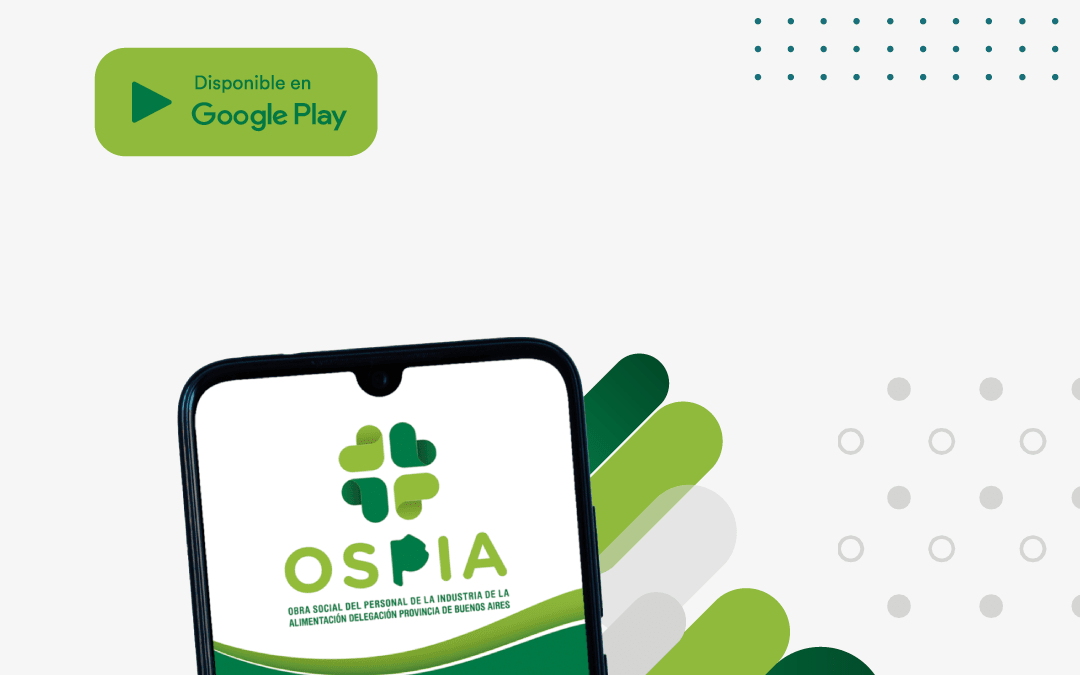 Disponible en
Google Play
OSPIA
OBRA SOCIAL DEL PERSONAL DE LA INDUSTRIA DE LA
ALIMENTACIÓN DELEGACIÓN PROVINCIA DE BUENOS AIRES